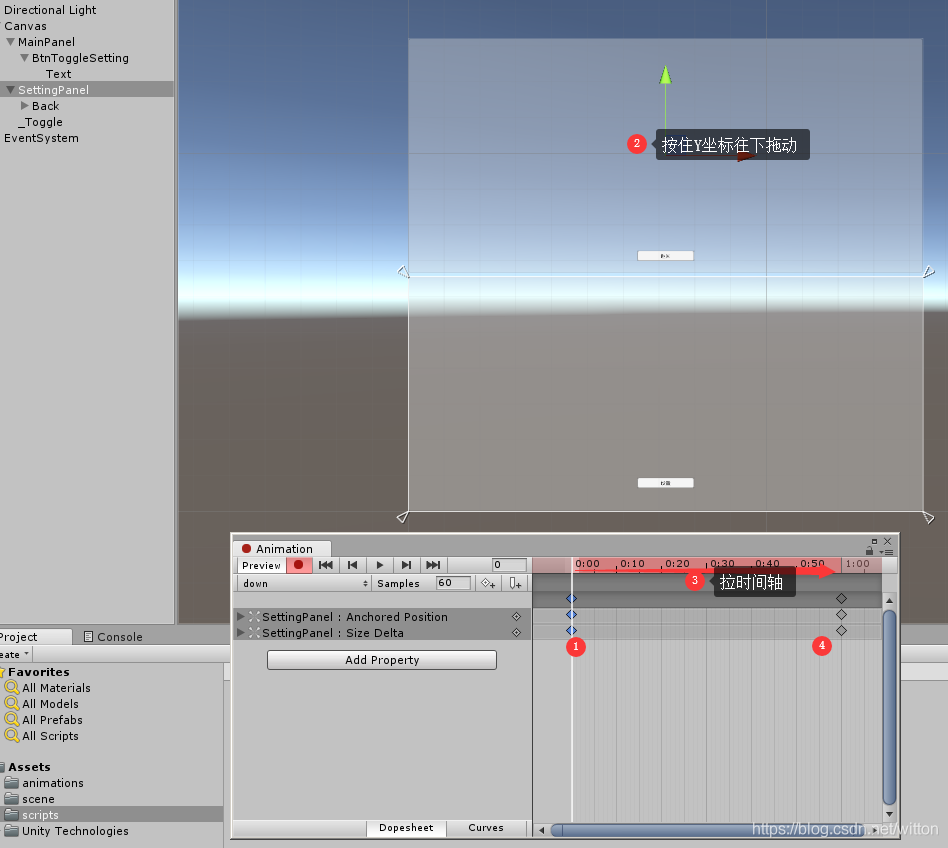 Directional Light
Canvas
MainPanel
BtnToggleSetting
Text
SettingPanel
Back
_Toggle
EventSystem
2 按住Y坐标往下拖动
Animation
Preview 0 0:00 0:10 0:20 0:30 0:40 0:50 1:00
3 拉时间轴
down Samples 60
SettingPanel : Anchored Position
SettingPanel : Size Delta
1 4
Add Property
Dopesheet Curves
Project Console
eate
Favorites
All Materials
All Models
All Prefabs
All Scripts
Assets
animations
scene
scripts
Unity Technologies
https://blog.csdn.net/witton